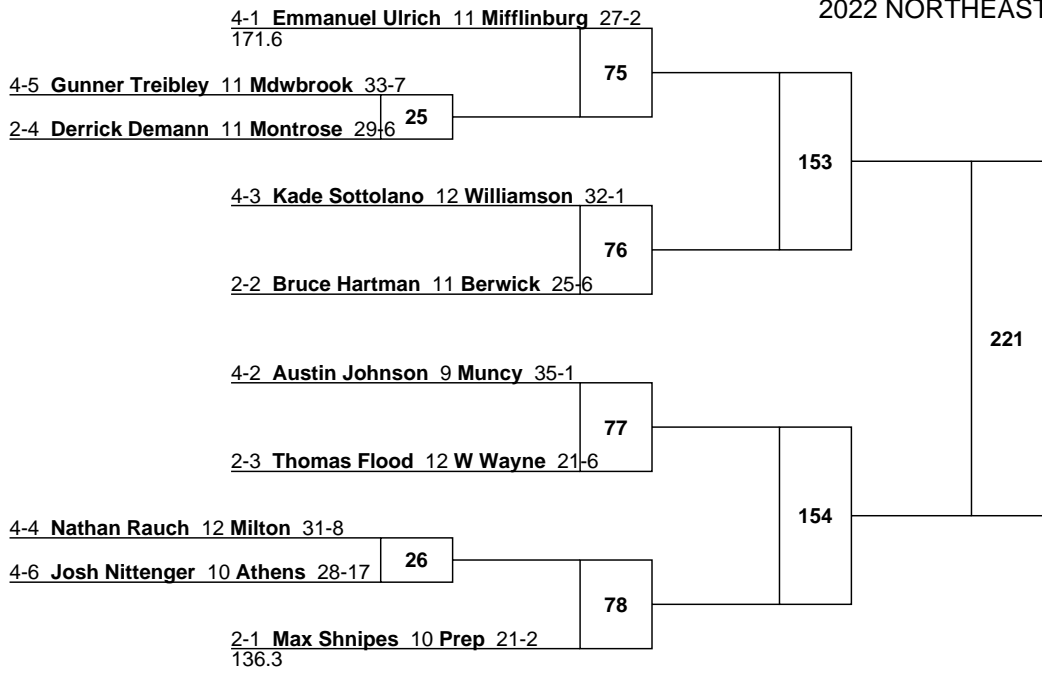 2022 NORTHEAST
4-1 Emmanuel Ulrich 11 Mifflinburg 27-2
171.6
75
4-5 Gunner Treibley 11 Mdwbrook 33-7
25
2-4 Derrick Demann 11 Montrose 29-6
153
4-3 Kade Sottolano 12 Williamson 32-1
76
2-2 Bruce Hartman 11 Berwick 25-6
221
4-2 Austin Johnson 9 Muncy 35-1
77
2-3 Thomas Flood 12 W Wayne 21-6
154
4-4 Nathan Rauch 12 Milton 31-8
26
4-6 Josh Nittenger 10 Athens 28-17
78
2-1 Max Shnipes 10 Prep 21-2
136.3